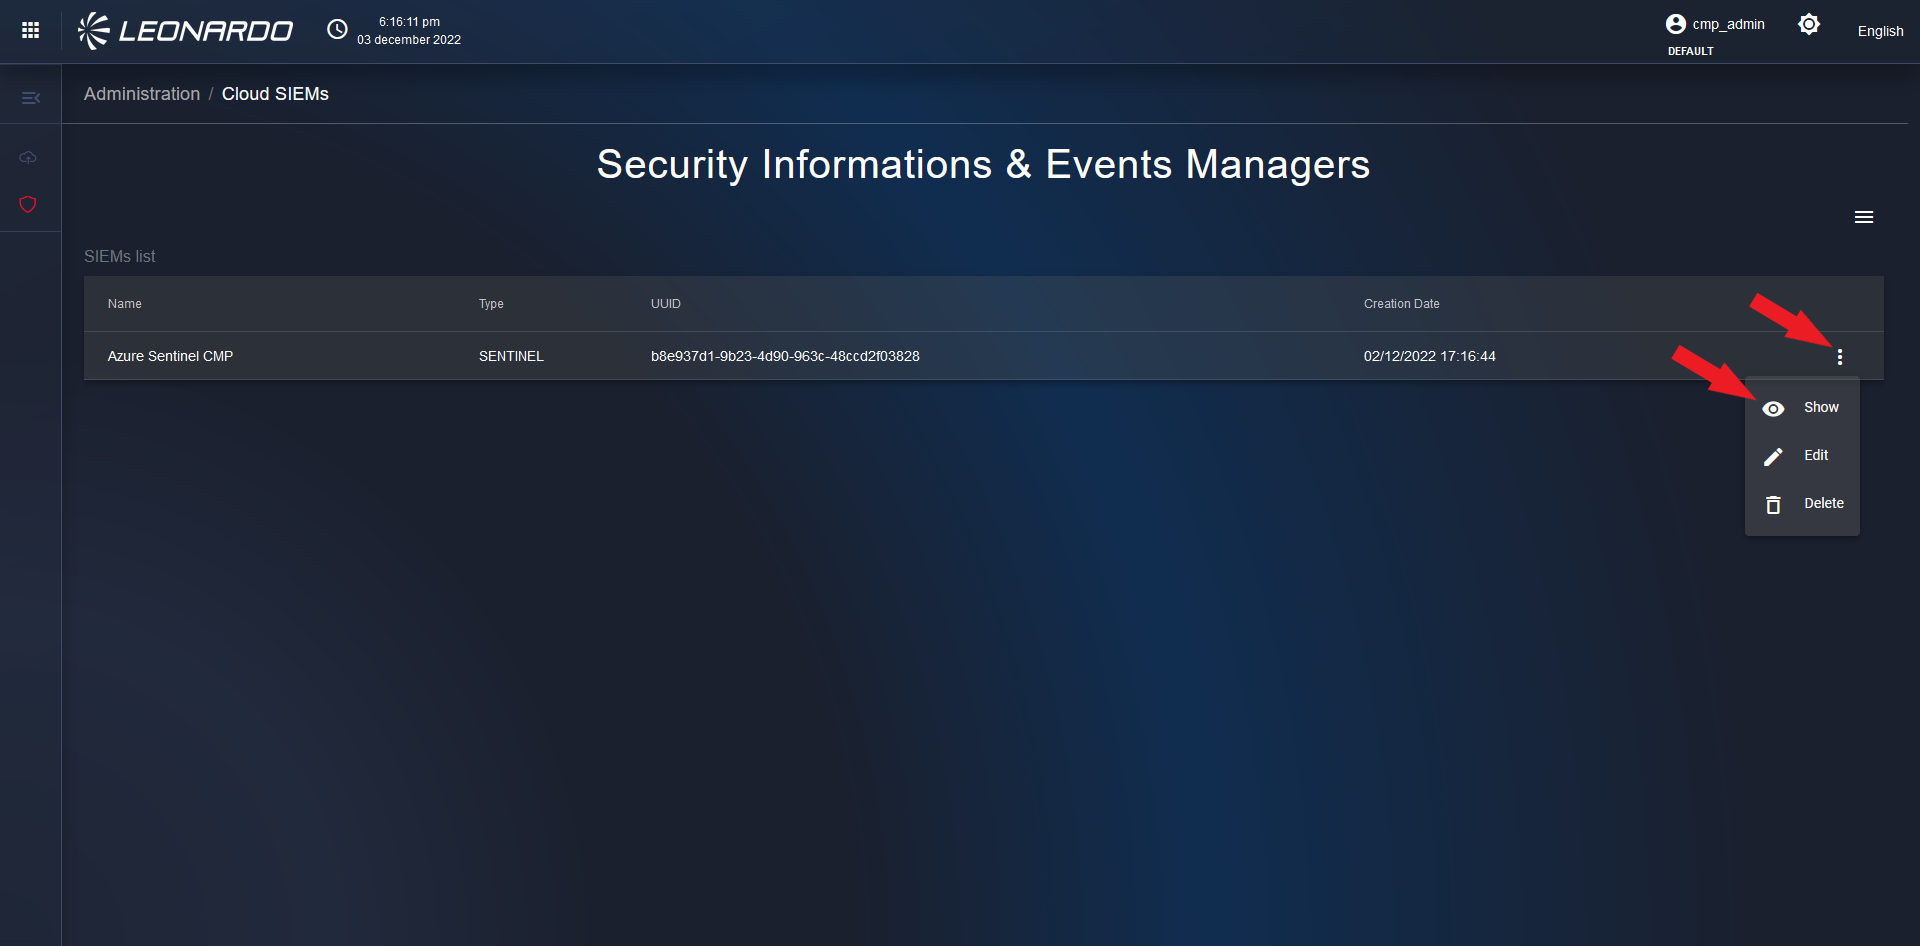 LEONARDO
6:16:11 pm
03 december 2022
cmp_admin
DEFAULT
English
Administration / Cloud SIEMs
Security Informations & Events Managers
SIEMs list
Name Type UUID Creation Date
Azure Sentinel CMP SENTINEL b8e937d1-9b23-4d90-963c-48ccd2f03828 02/12/2022 17:16:44
Show
Edit
Delete